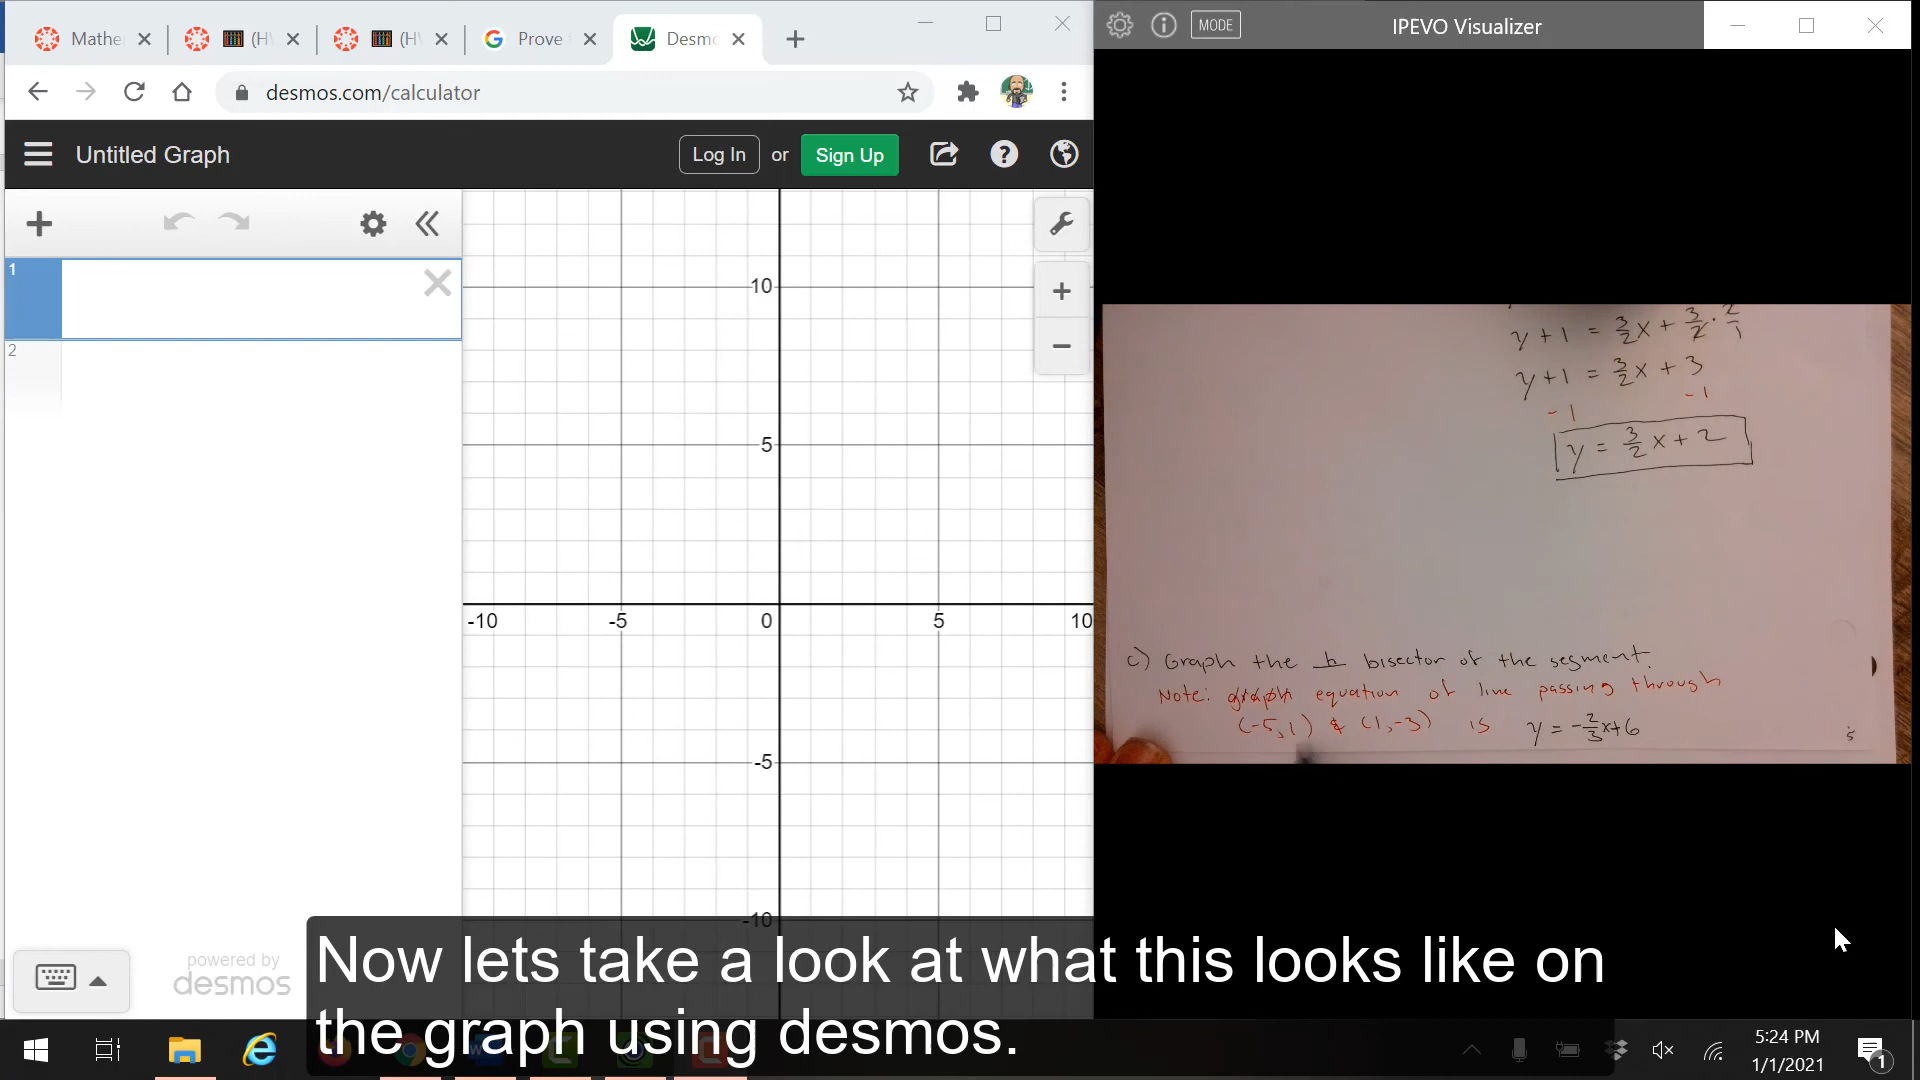 Mathe
(HV
(HV
Prove
Desmo
desmos.com/calculator
Untitled Graph
Log In or Sign Up
1
2
10
5
-10 -5 0 5 10
-5
-10
powered by
desmos
MODE
IPEVO Visualizer
y + 1 = 3/2 x + 3/2 · 2/1
y + 1 = 3/2 x + 3
-1 -1
y = 3/2 x + 2
c) Graph the ⊥ bisector of the segment.
Note: graph equation of line passing through
(-5,1) & (1,-3) is y = -2/3 x + 6
5
Now lets take a look at what this looks like on
the graph using desmos.
5:24 PM
1/1/2021
1